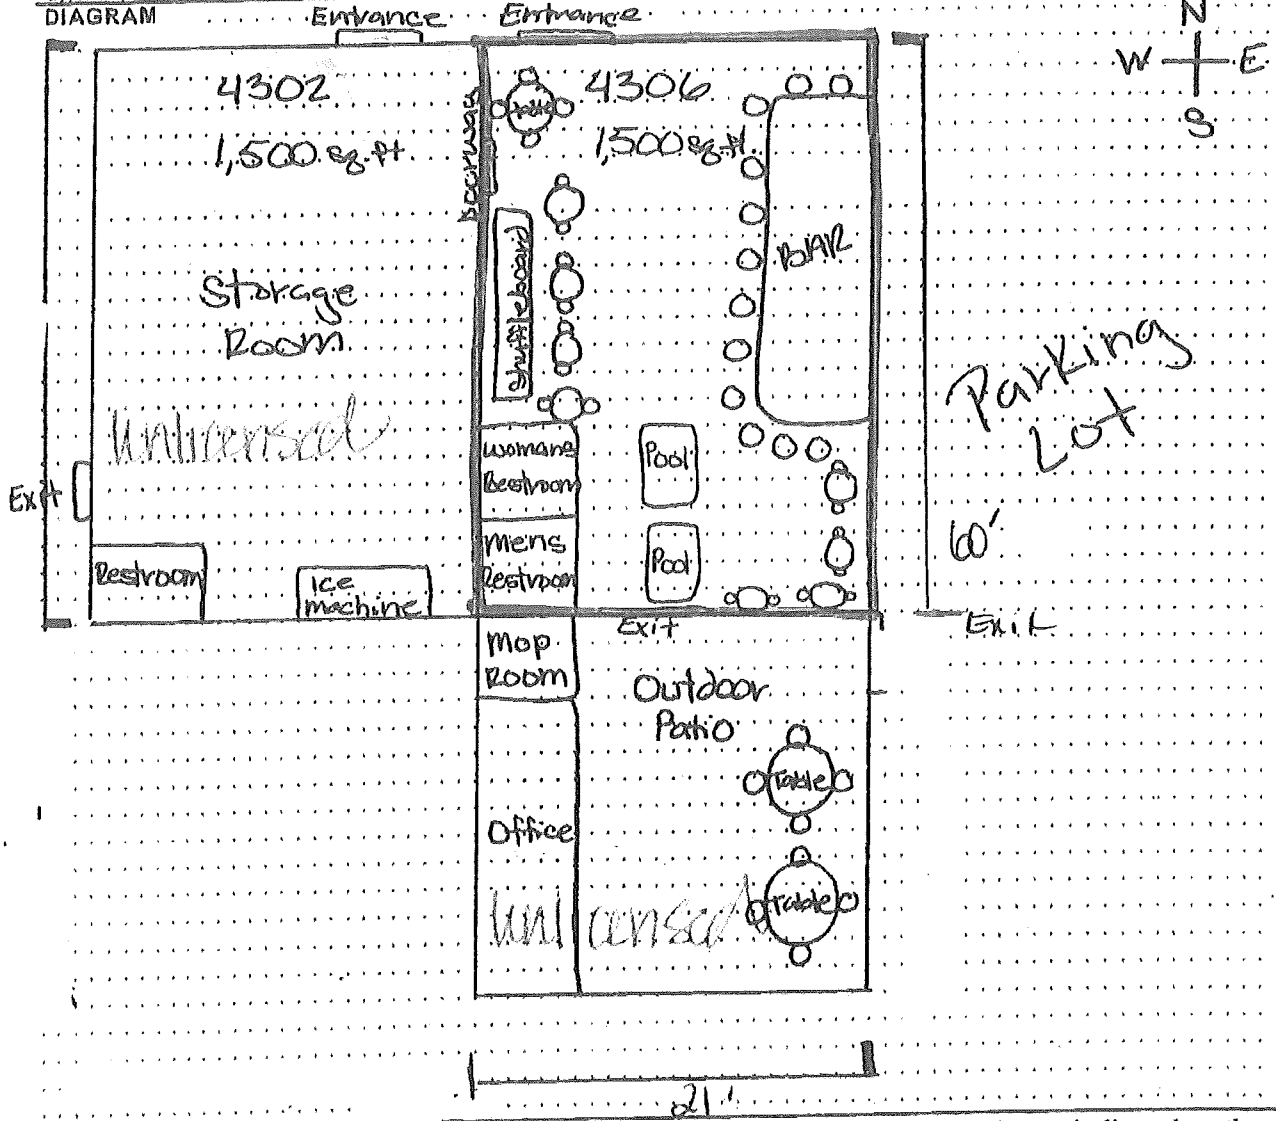 DIAGRAM
Entrance
Entrance
N
W E
S
4302
1,500 sq. ft
Doorway
4306
1,500 sq. ft
Table
BAR
Shuffleboard
Storage
Room
Unlicensed
Exit
Restroom
Ice
machine
Womans
Restroom
Mens
Restroom
Pool
Pool
Parking
Lot
60'
Exit
Exit
Mop
Room
Outdoor
Patio
Table
Office
Table
Unlicensed
21'